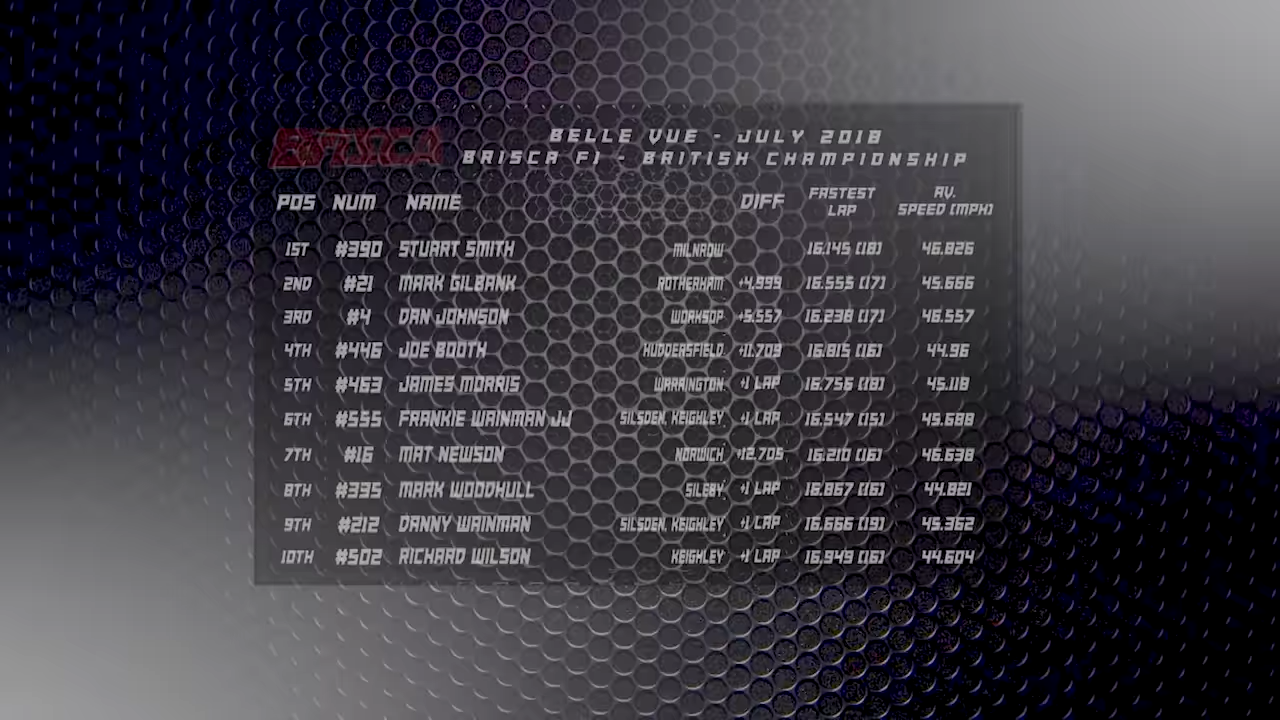 BRISCA
BELLE VUE - JULY 2018
BRISCA F1 - BRITISH CHAMPIONSHIP
POS NUM NAME DIFF FASTEST LAP AV. SPEED (MPH)
1ST #390 STUART SMITH MILNROW 16.145 (18) 46.826
2ND #21 MARK GILBANK ROTHERHAM +4.999 16.555 (17) 45.666
3RD #4 DAN JOHNSON WORKSOP +5.557 16.238 (17) 46.557
4TH #446 JOE BOOTH HUDDERSFIELD +11.709 16.815 (16) 44.96
5TH #463 JAMES MORRIS WARRINGTON +1 LAP 16.756 (18) 45.118
6TH #555 FRANKIE WAINMAN JJ SILSDEN, KEIGHLEY +1 LAP 16.547 (15) 45.688
7TH #16 MAT NEWSON NORWICH +12.705 16.210 (16) 46.638
8TH #335 MARK WOODHULL SILEBY +1 LAP 16.867 (16) 44.821
9TH #212 DANNY WAINMAN SILSDEN, KEIGHLEY +1 LAP 16.666 (19) 45.362
10TH #502 RICHARD WILSON KEIGHLEY +1 LAP 16.949 (16) 44.604